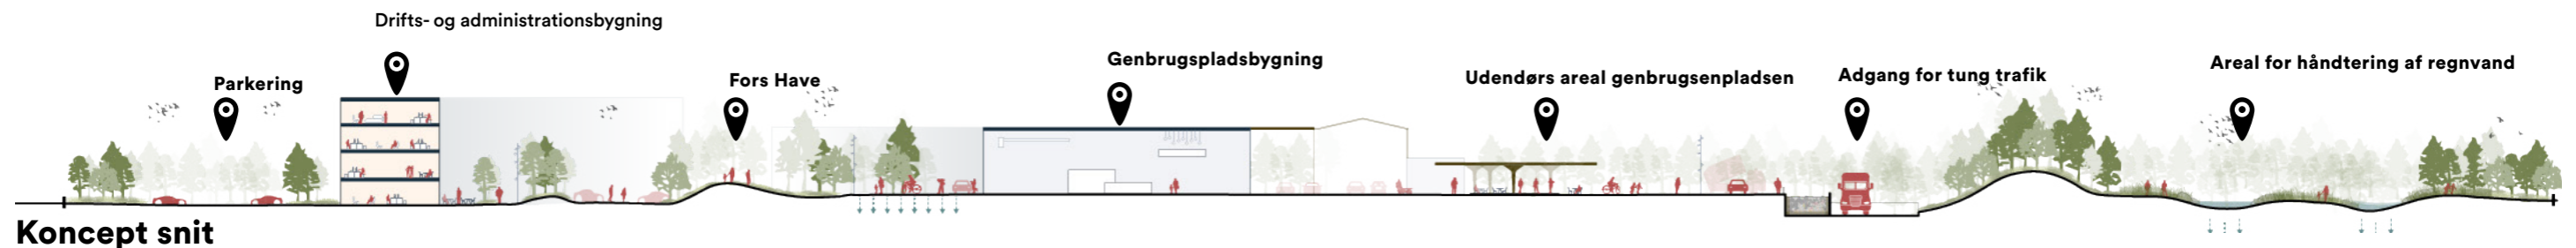 Drifts- og administrationsbygning
Parkering
Fors Have
Genbrugspladsbygning
Udendørs areal genbrugsenpladsen
Adgang for tung trafik
Areal for håndtering af regnvand
Koncept snit